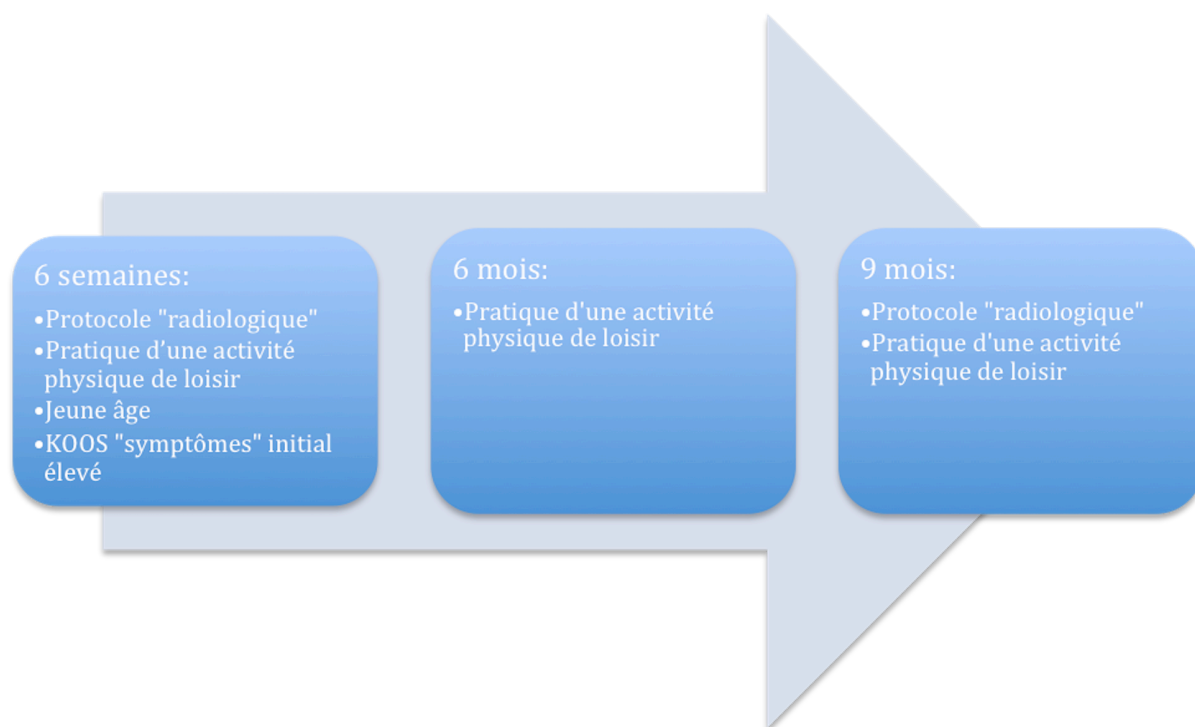 6 semaines:
•Protocole "radiologique"
•Pratique d’une activité
physique de loisir
•Jeune âge
•KOOS "symptômes" initial
élevé
6 mois:
•Pratique d'une activité
physique de loisir
9 mois:
•Protocole "radiologique"
•Pratique d'une activité
physique de loisir